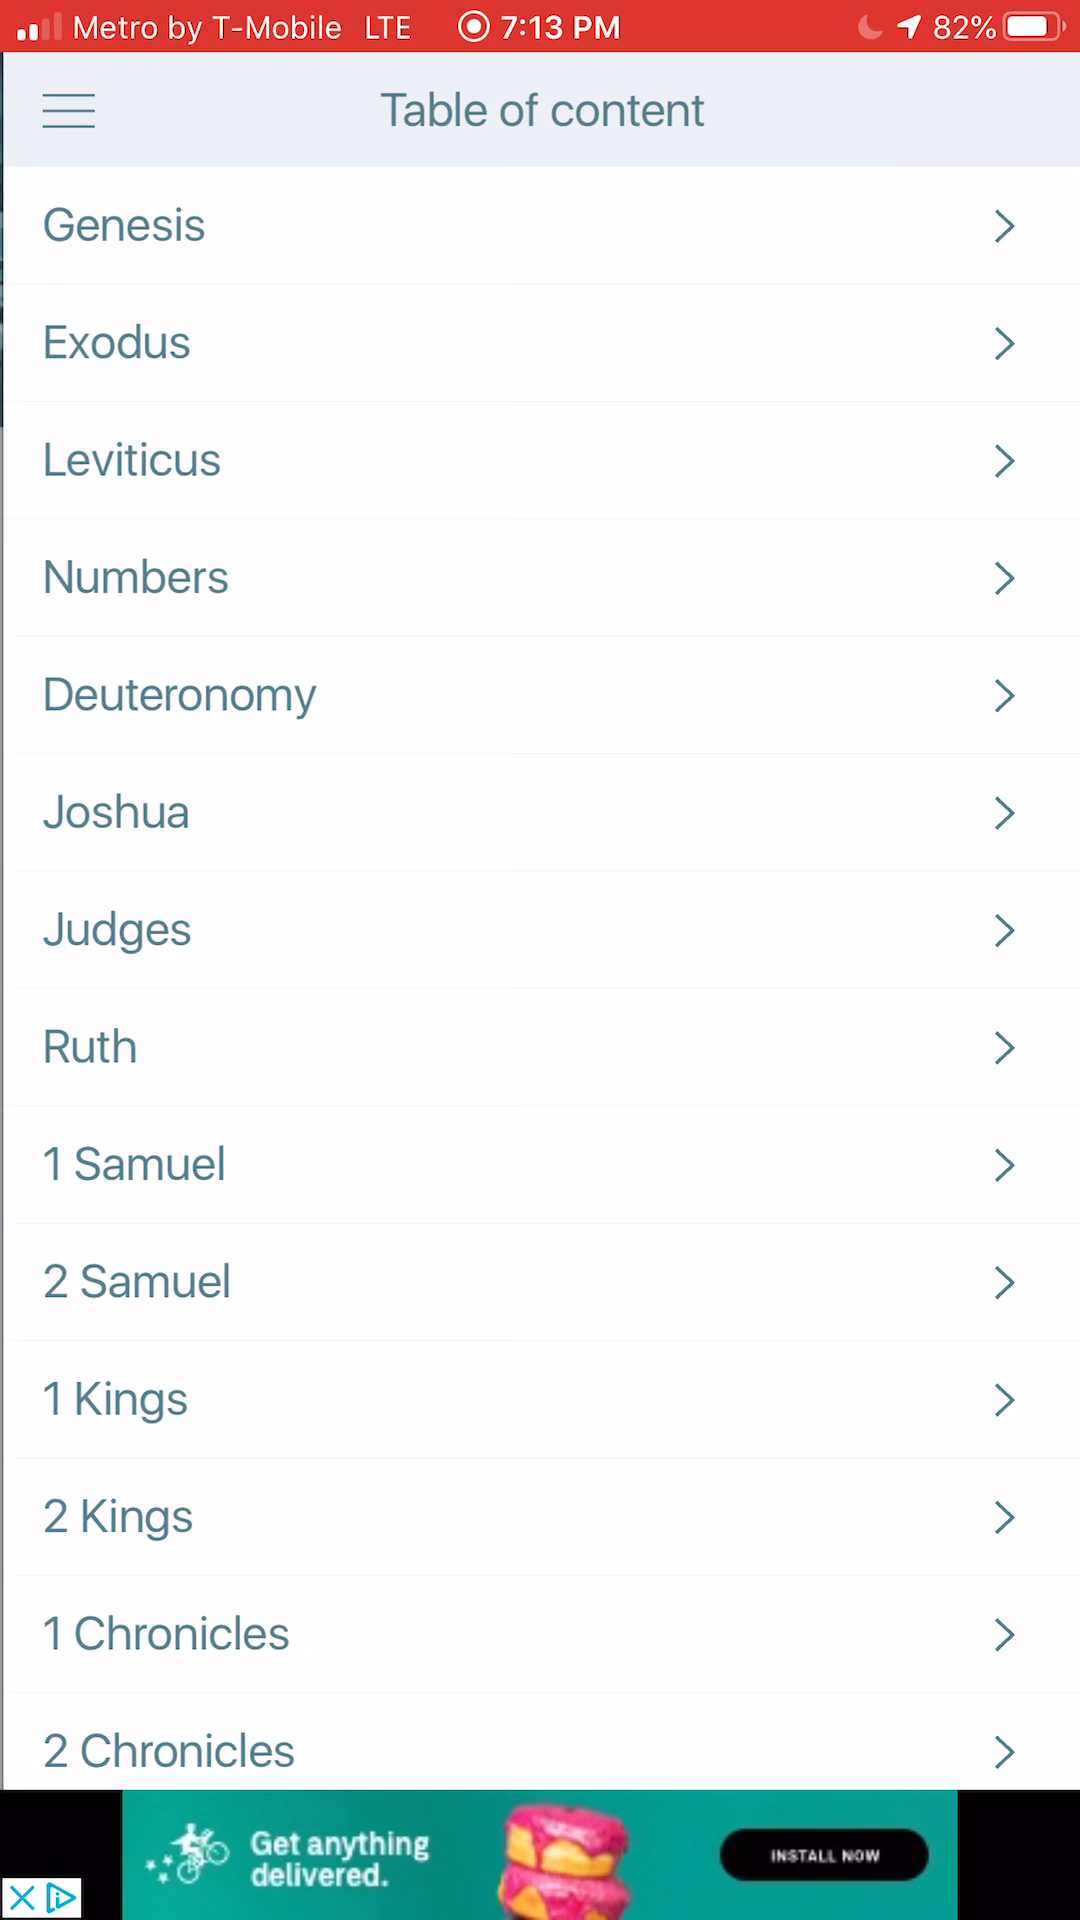 Metro by T-Mobile LTE 7:13 PM 82%
Table of content
Genesis
Exodus
Leviticus
Numbers
Deuteronomy
Joshua
Judges
Ruth
1 Samuel
2 Samuel
1 Kings
2 Kings
1 Chronicles
2 Chronicles
Get anything
delivered.
INSTALL NOW